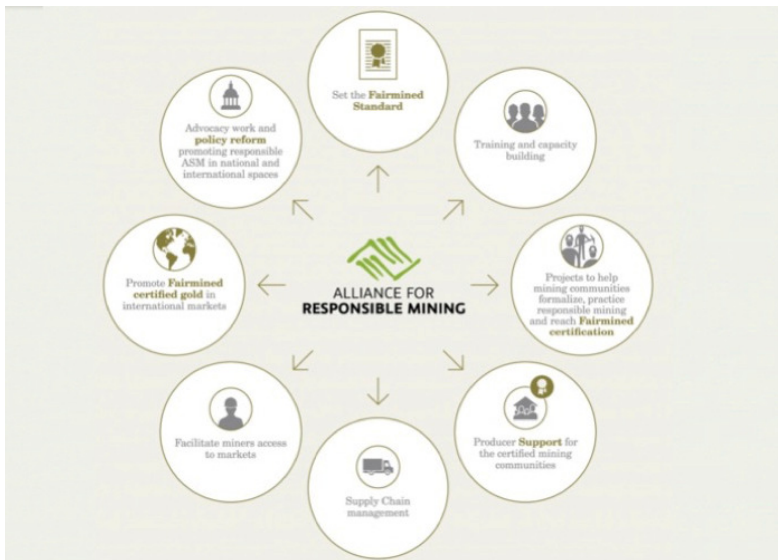 Set the Fairmined
Standard
Training and capacity
building
Projects to help
mining communities
formalize, practice
responsible mining
and reach Fairmined
certification
Producer Support for
the certified mining
communities
Supply Chain
management
Facilitate miners access
to markets
Promote Fairmined
certified gold in
international markets
Advocacy work and
policy reform
promoting responsible
ASM in national and
international spaces
ALLIANCE FOR
RESPONSIBLE MINING